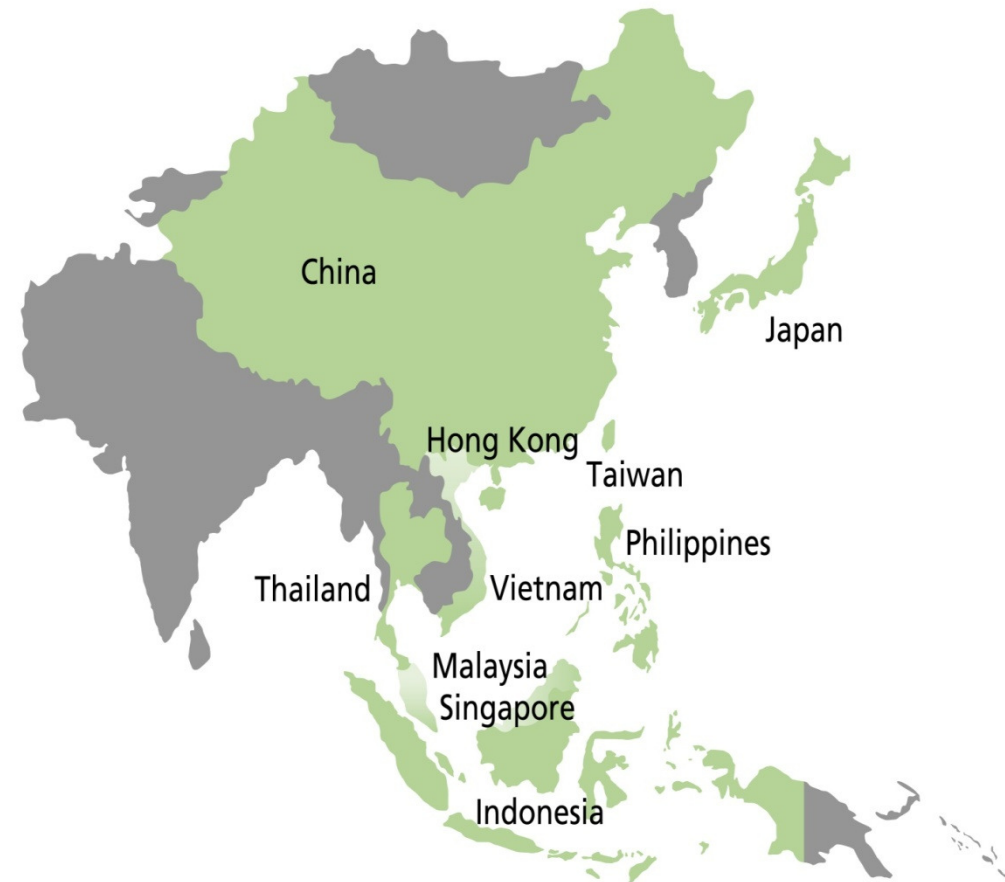 China
Japan
Hong Kong
Taiwan
Philippines
Thailand
Vietnam
Malaysia
Singapore
Indonesia